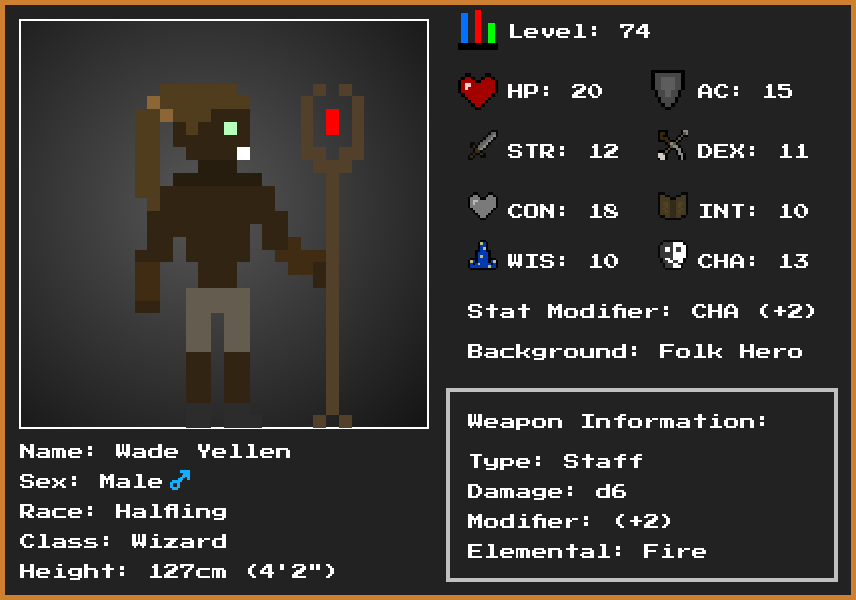 Level: 74
HP: 20 AC: 15
STR: 12 DEX: 11
CON: 18 INT: 10
WIS: 10 CHA: 13
Stat Modifier: CHA (+2)
Background: Folk Hero
Weapon Information:
Type: Staff
Damage: d6
Modifier: (+2)
Elemental: Fire
Name: Wade Yellen
Sex: Male♂
Race: Halfling
Class: Wizard
Height: 127cm (4'2")